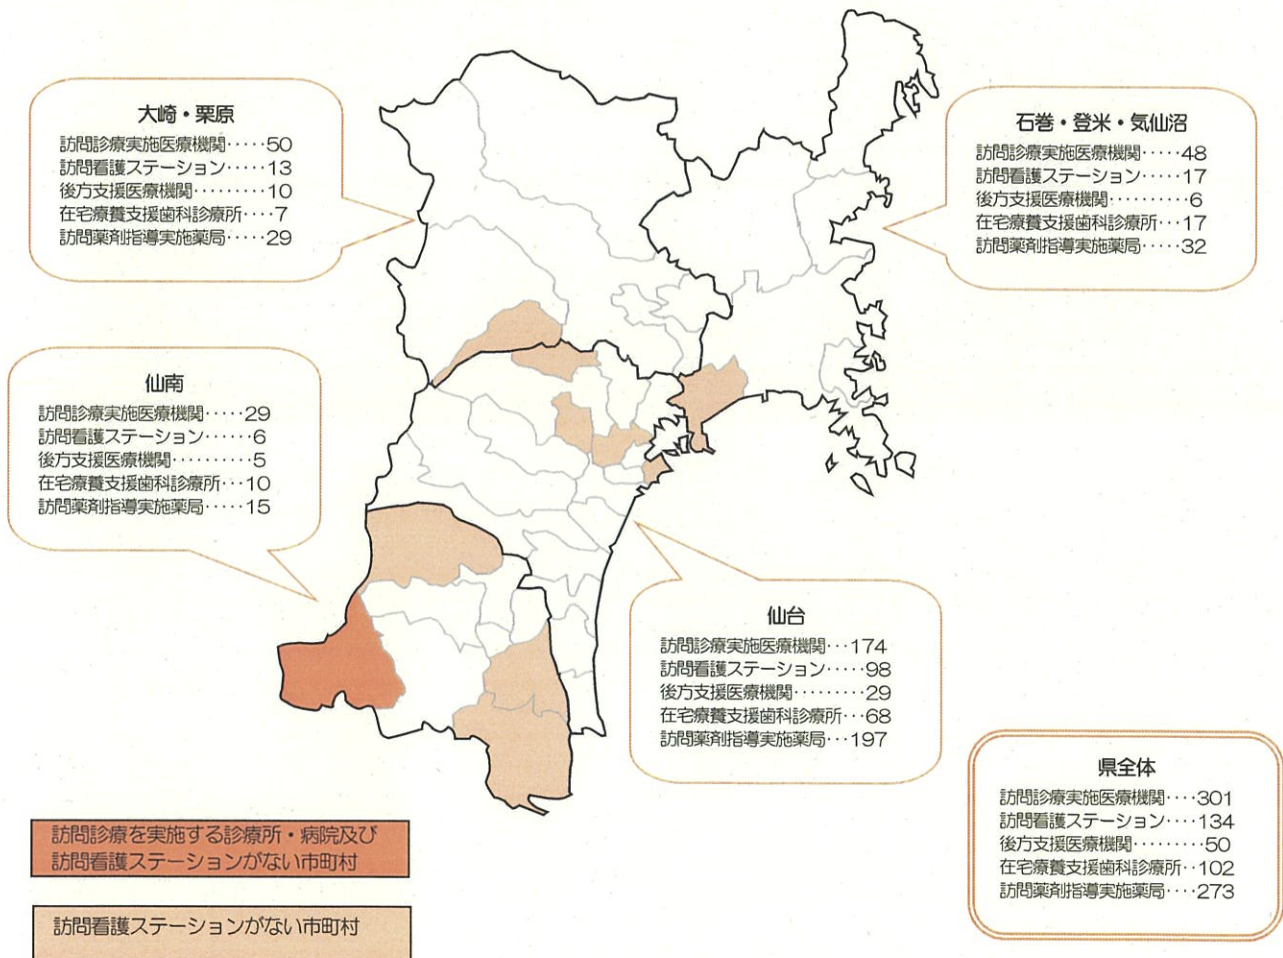 大崎・栗原
訪問診療実施医療機関‥‥‥50
訪問看護ステーション‥‥‥13
後方支援医療機関‥‥‥‥‥10
在宅療養支援歯科診療所‥‥7
訪問薬剤指導実施薬局‥‥‥29
石巻・登米・気仙沼
訪問診療実施医療機関‥‥‥48
訪問看護ステーション‥‥‥17
後方支援医療機関‥‥‥‥‥6
在宅療養支援歯科診療所‥‥17
訪問薬剤指導実施薬局‥‥‥32
仙南
訪問診療実施医療機関‥‥‥29
訪問看護ステーション‥‥‥6
後方支援医療機関‥‥‥‥‥5
在宅療養支援歯科診療所‥‥10
訪問薬剤指導実施薬局‥‥‥15
仙台
訪問診療実施医療機関‥‥174
訪問看護ステーション‥‥‥98
後方支援医療機関‥‥‥‥‥29
在宅療養支援歯科診療所‥‥68
訪問薬剤指導実施薬局‥‥197
県全体
訪問診療実施医療機関‥‥301
訪問看護ステーション‥‥134
後方支援医療機関‥‥‥‥‥50
在宅療養支援歯科診療所‥102
訪問薬剤指導実施薬局‥‥273
訪問診療を実施する診療所・病院及び
訪問看護ステーションがない市町村
訪問看護ステーションがない市町村